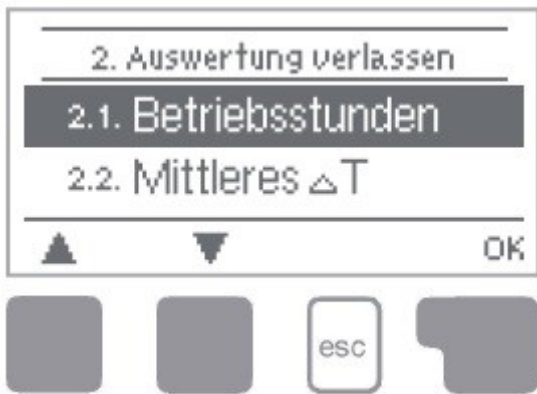 2. Auswertung verlassen
2.1. Betriebsstunden
2.2. Mittleres △T
▲ ▼ OK
esc